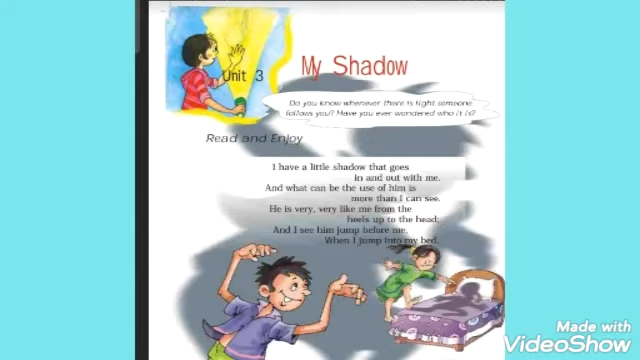 Unit 3
My Shadow
Do you know whenever there is light someone
follows you? Have you ever wondered who it is?
Read and Enjoy
I have a little shadow that goes
in and out with me.
And what can be the use of him is
more than I can see.
He is very, very like me from the
heels up to the head;
And I see him jump before me,
When I jump into my bed.
Made with
VideoShow